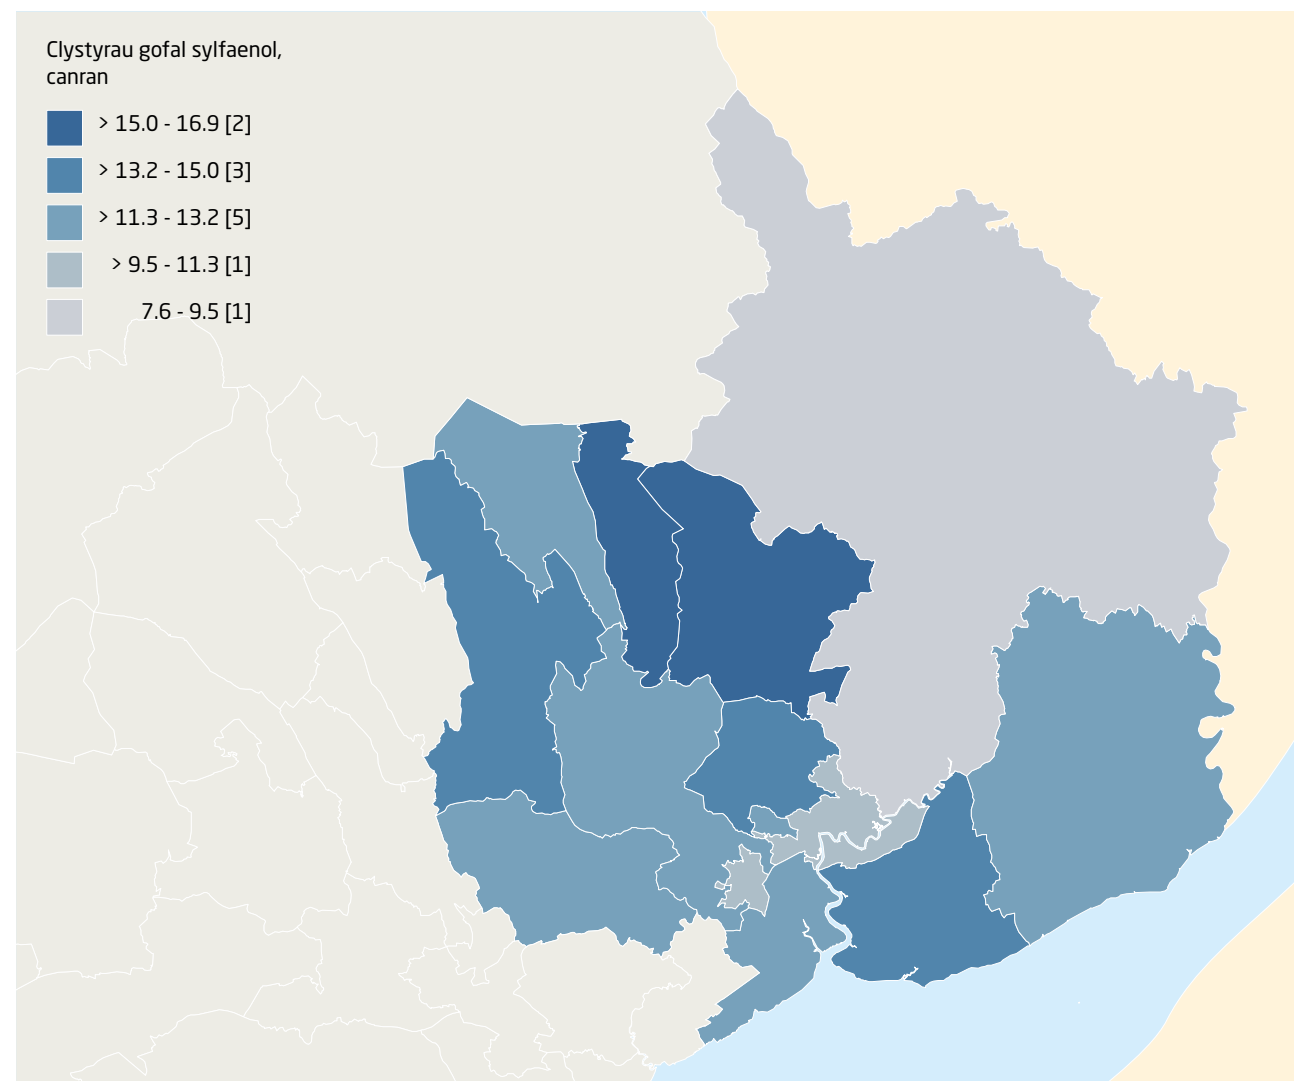 Clystyrau gofal sylfaenol,
canran
> 15.0 - 16.9 [2]
> 13.2 - 15.0 [3]
> 11.3 - 13.2 [5]
> 9.5 - 11.3 [1]
7.6 - 9.5 [1]